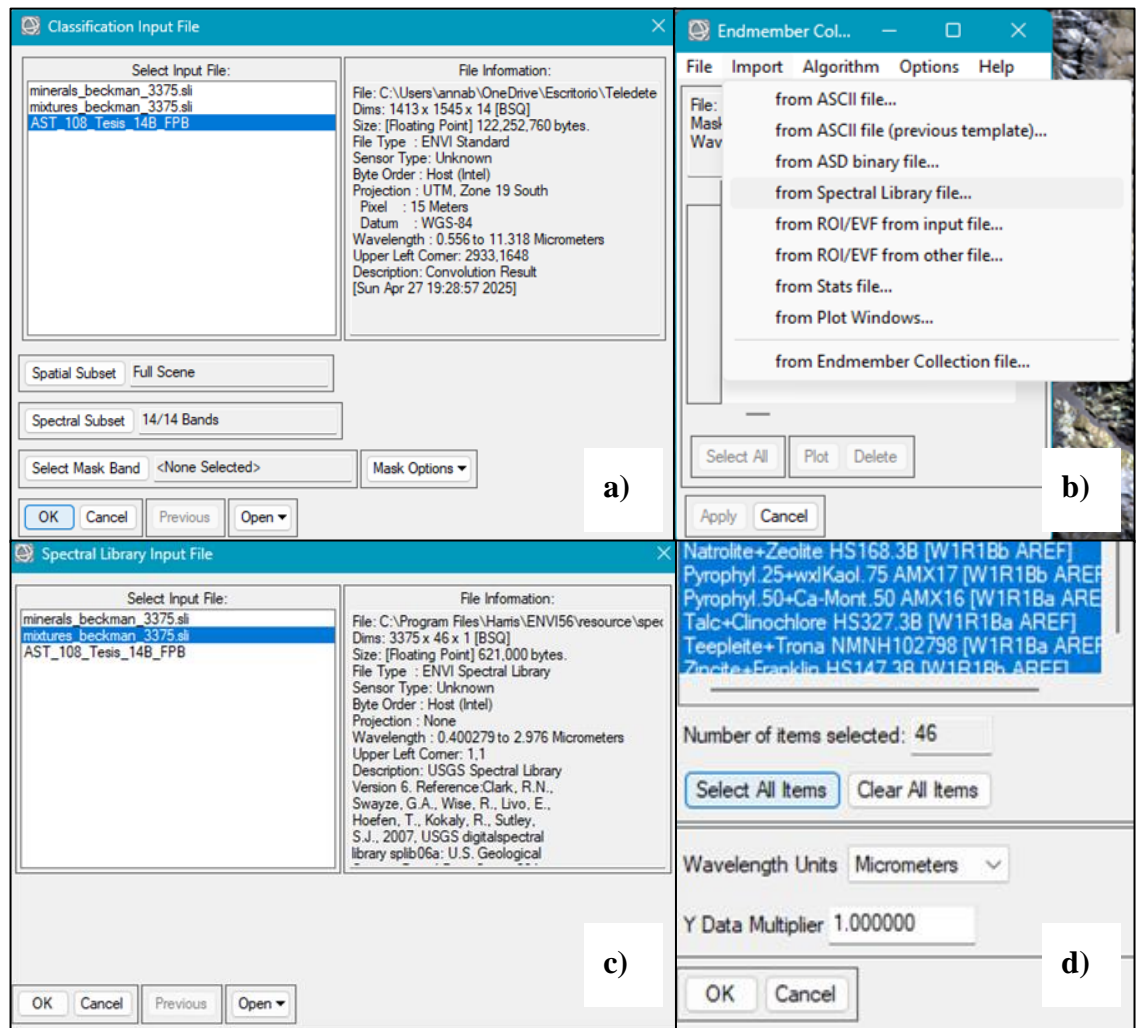 Classification Input File
Select Input File:
minerals_beckman_3375.sli
mixtures_beckman_3375.sli
AST_108_Tesis_14B_FPB
File Information:
File: C:\Users\annab\OneDrive\Escritorio\Teledete
Dims: 1413 x 1545 x 14 [BSQ]
Size: [Floating Point] 122,252,760 bytes.
File Type : ENVI Standard
Sensor Type: Unknown
Byte Order : Host (Intel)
Projection : UTM, Zone 19 South
Pixel : 15 Meters
Datum : WGS-84
Wavelength : 0.556 to 11.318 Micrometers
Upper Left Corner: 2933,1648
Description: Convolution Result
[Sun Apr 27 19:28:57 2025]
Spatial Subset Full Scene
Spectral Subset 14/14 Bands
Select Mask Band <None Selected> Mask Options
OK Cancel Previous Open
a)
Endmember Col...
File Import Algorithm Options Help
File:
Mask
Wav
from ASCII file...
from ASCII file (previous template)...
from ASD binary file...
from Spectral Library file...
from ROI/EVF from input file...
from ROI/EVF from other file...
from Stats file...
from Plot Windows...
from Endmember Collection file...
Select All Plot Delete
Apply Cancel
b)
Spectral Library Input File
Select Input File:
minerals_beckman_3375.sli
mixtures_beckman_3375.sli
AST_108_Tesis_14B_FPB
File Information:
File: C:\Program Files\Harris\ENVI56\resource\spec
Dims: 3375 x 46 x 1 [BSQ]
Size: [Floating Point] 621,000 bytes.
File Type : ENVI Spectral Library
Sensor Type: Unknown
Byte Order : Host (Intel)
Projection : None
Wavelength : 0.400279 to 2.976 Micrometers
Upper Left Corner: 1,1
Description: USGS Spectral Library
Version 6. Reference:Clark, R.N.,
Swayze, G.A., Wise, R., Livo, E.,
Hoefen, T., Kokaly, R., Sutley,
S.J., 2007, USGS digitalspectral
library splib06a: U.S. Geological
OK Cancel Previous Open
c)
Natrolite+Zeolite HS168.3B [W1R1Bb AREF]
Pyrophyl.25+wxlKaol.75 AMX17 [W1R1Bb AREF
Pyrophyl.50+Ca-Mont.50 AMX16 [W1R1Ba ARE
Talc+Clinochlore HS327.3B [W1R1Ba AREF]
Teepleite+Trona NMNH102798 [W1R1Ba AREF
Zincite+Franklin HS147.3B [W1R1Bb AREF]
Number of items selected: 46
Select All Items Clear All Items
Wavelength Units Micrometers
Y Data Multiplier 1.000000
OK Cancel
d)